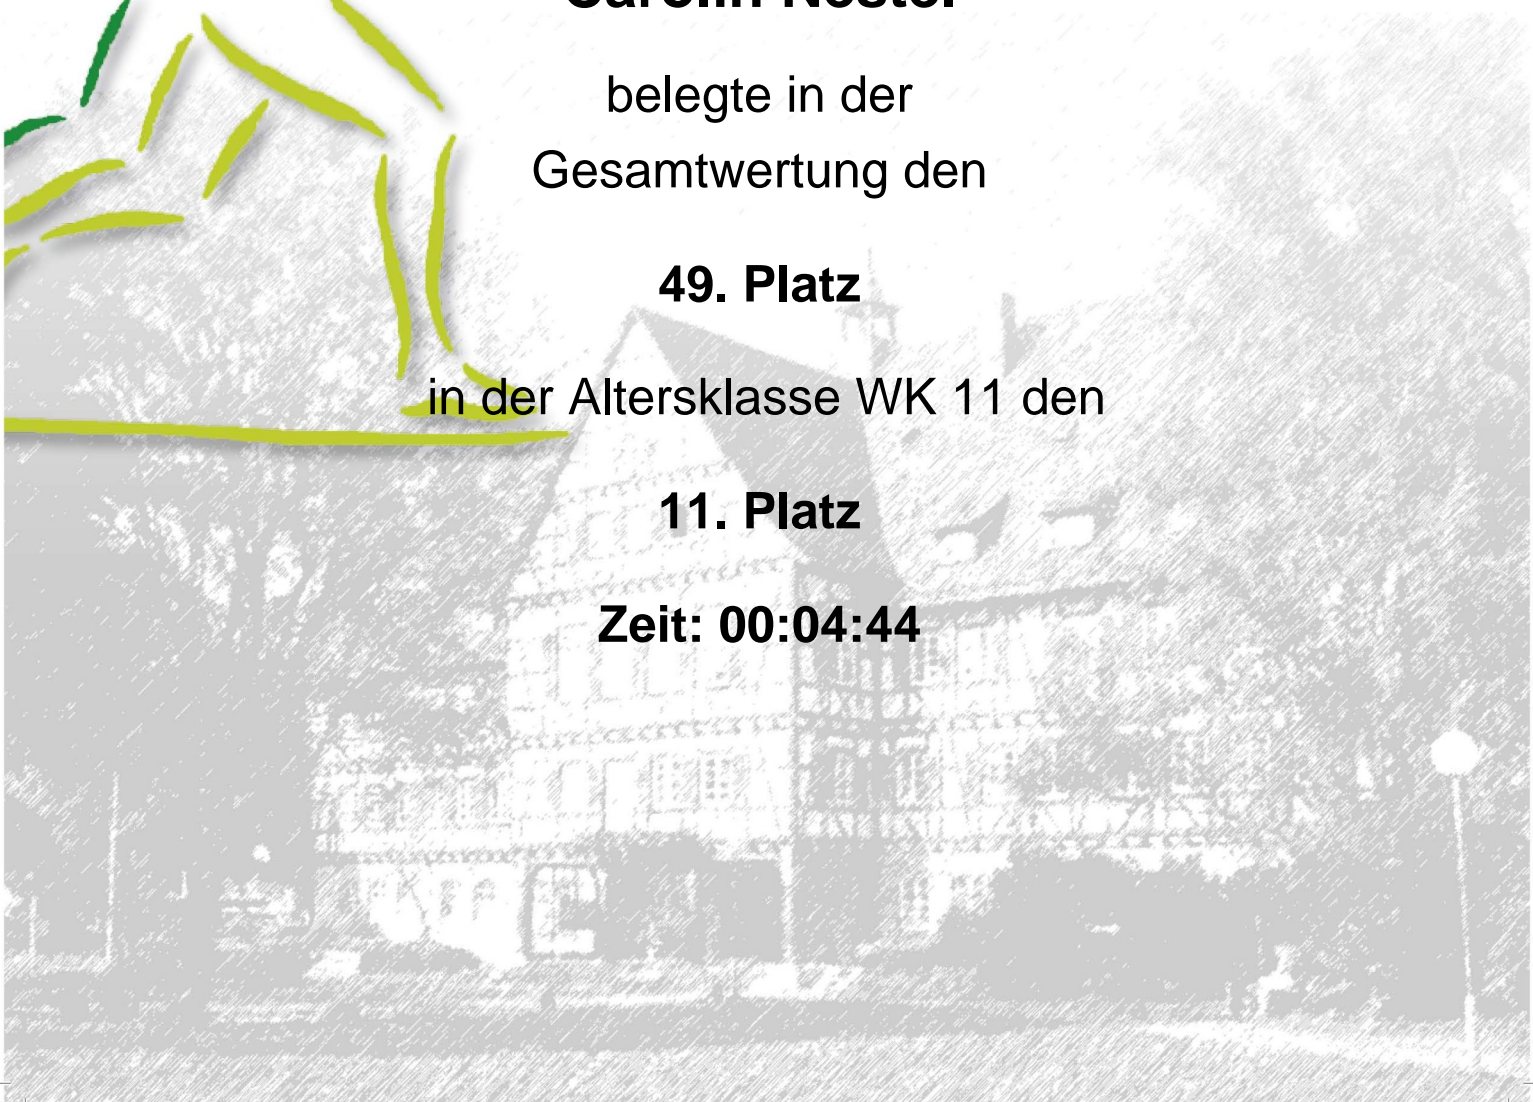 belegte in der
Gesamtwertung den
49. Platz
in der Altersklasse WK 11 den
11. Platz
Zeit: 00:04:44